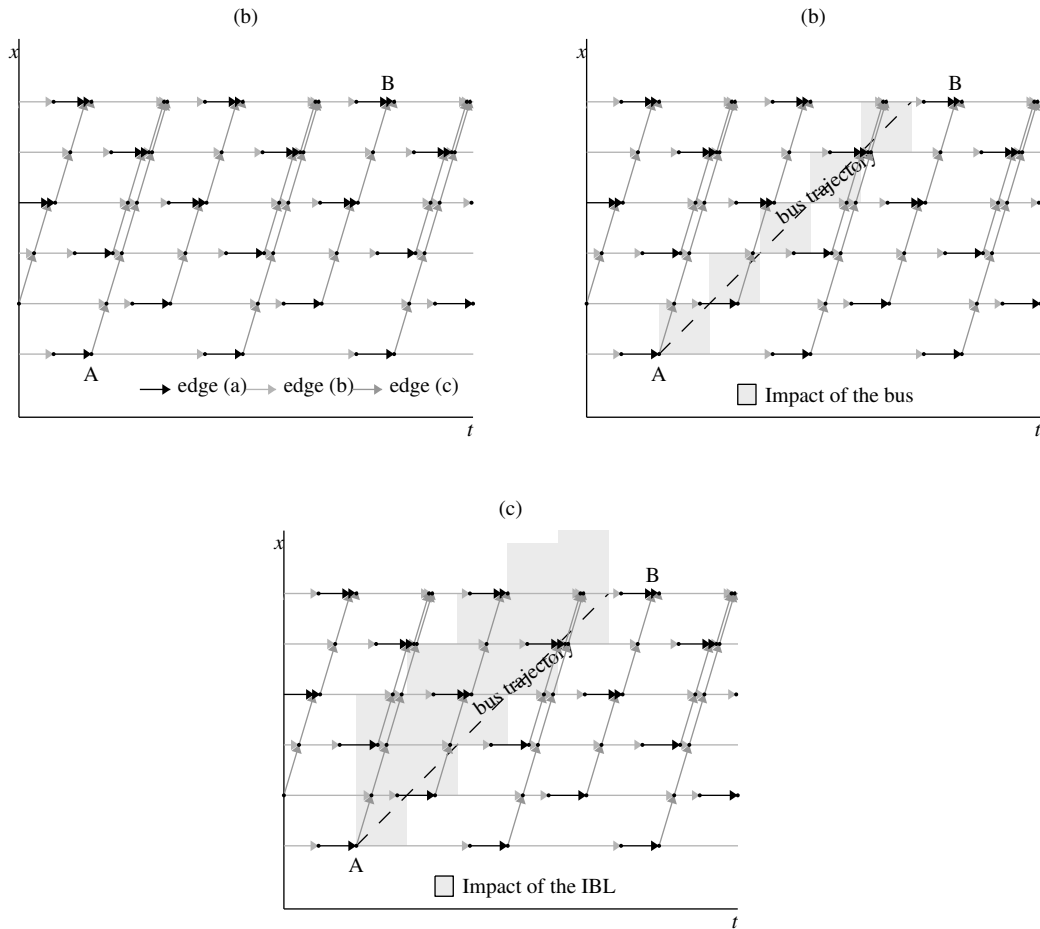 (b)
x
B
A
edge (a)
edge (b)
edge (c)
t
(b)
x
B
bus trajectory
A
Impact of the bus
t
(c)
x
B
bus trajectory
A
Impact of the IBL
t